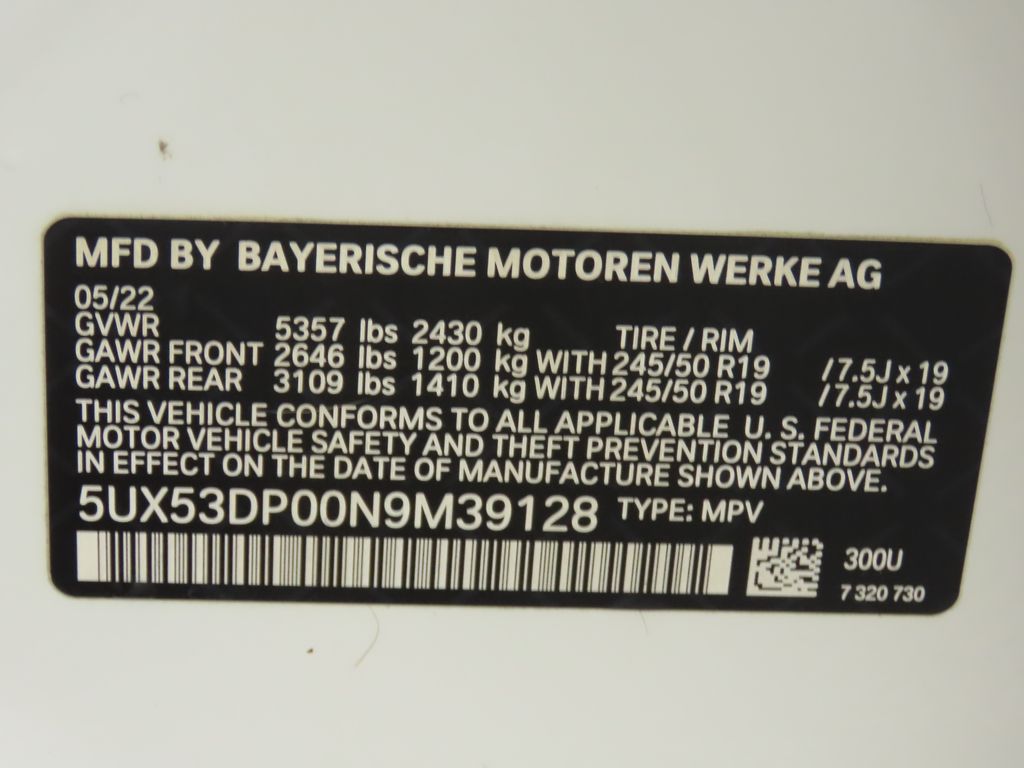 MFD BY BAYERISCHE MOTOREN WERKE AG
05/22
GVWR 5357 lbs 2430 kg TIRE / RIM
GAWR FRONT 2646 lbs 1200 kg WITH 245/50 R19 / 7.5J x 19
GAWR REAR 3109 lbs 1410 kg WITH 245/50 R19 / 7.5J x 19
THIS VEHICLE CONFORMS TO ALL APPLICABLE U. S. FEDERAL
MOTOR VEHICLE SAFETY AND THEFT PREVENTION STANDARDS
IN EFFECT ON THE DATE OF MANUFACTURE SHOWN ABOVE.
5UX53DP00N9M39128 TYPE: MPV
300U
7 320 730